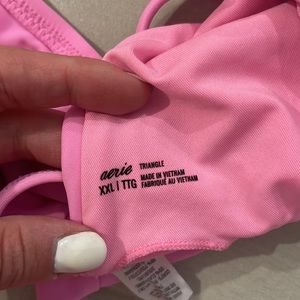 aerie TRIANGLE
XXL | TTG MADE IN VIETNAM
FABRIQUÉ AU VIETNAM